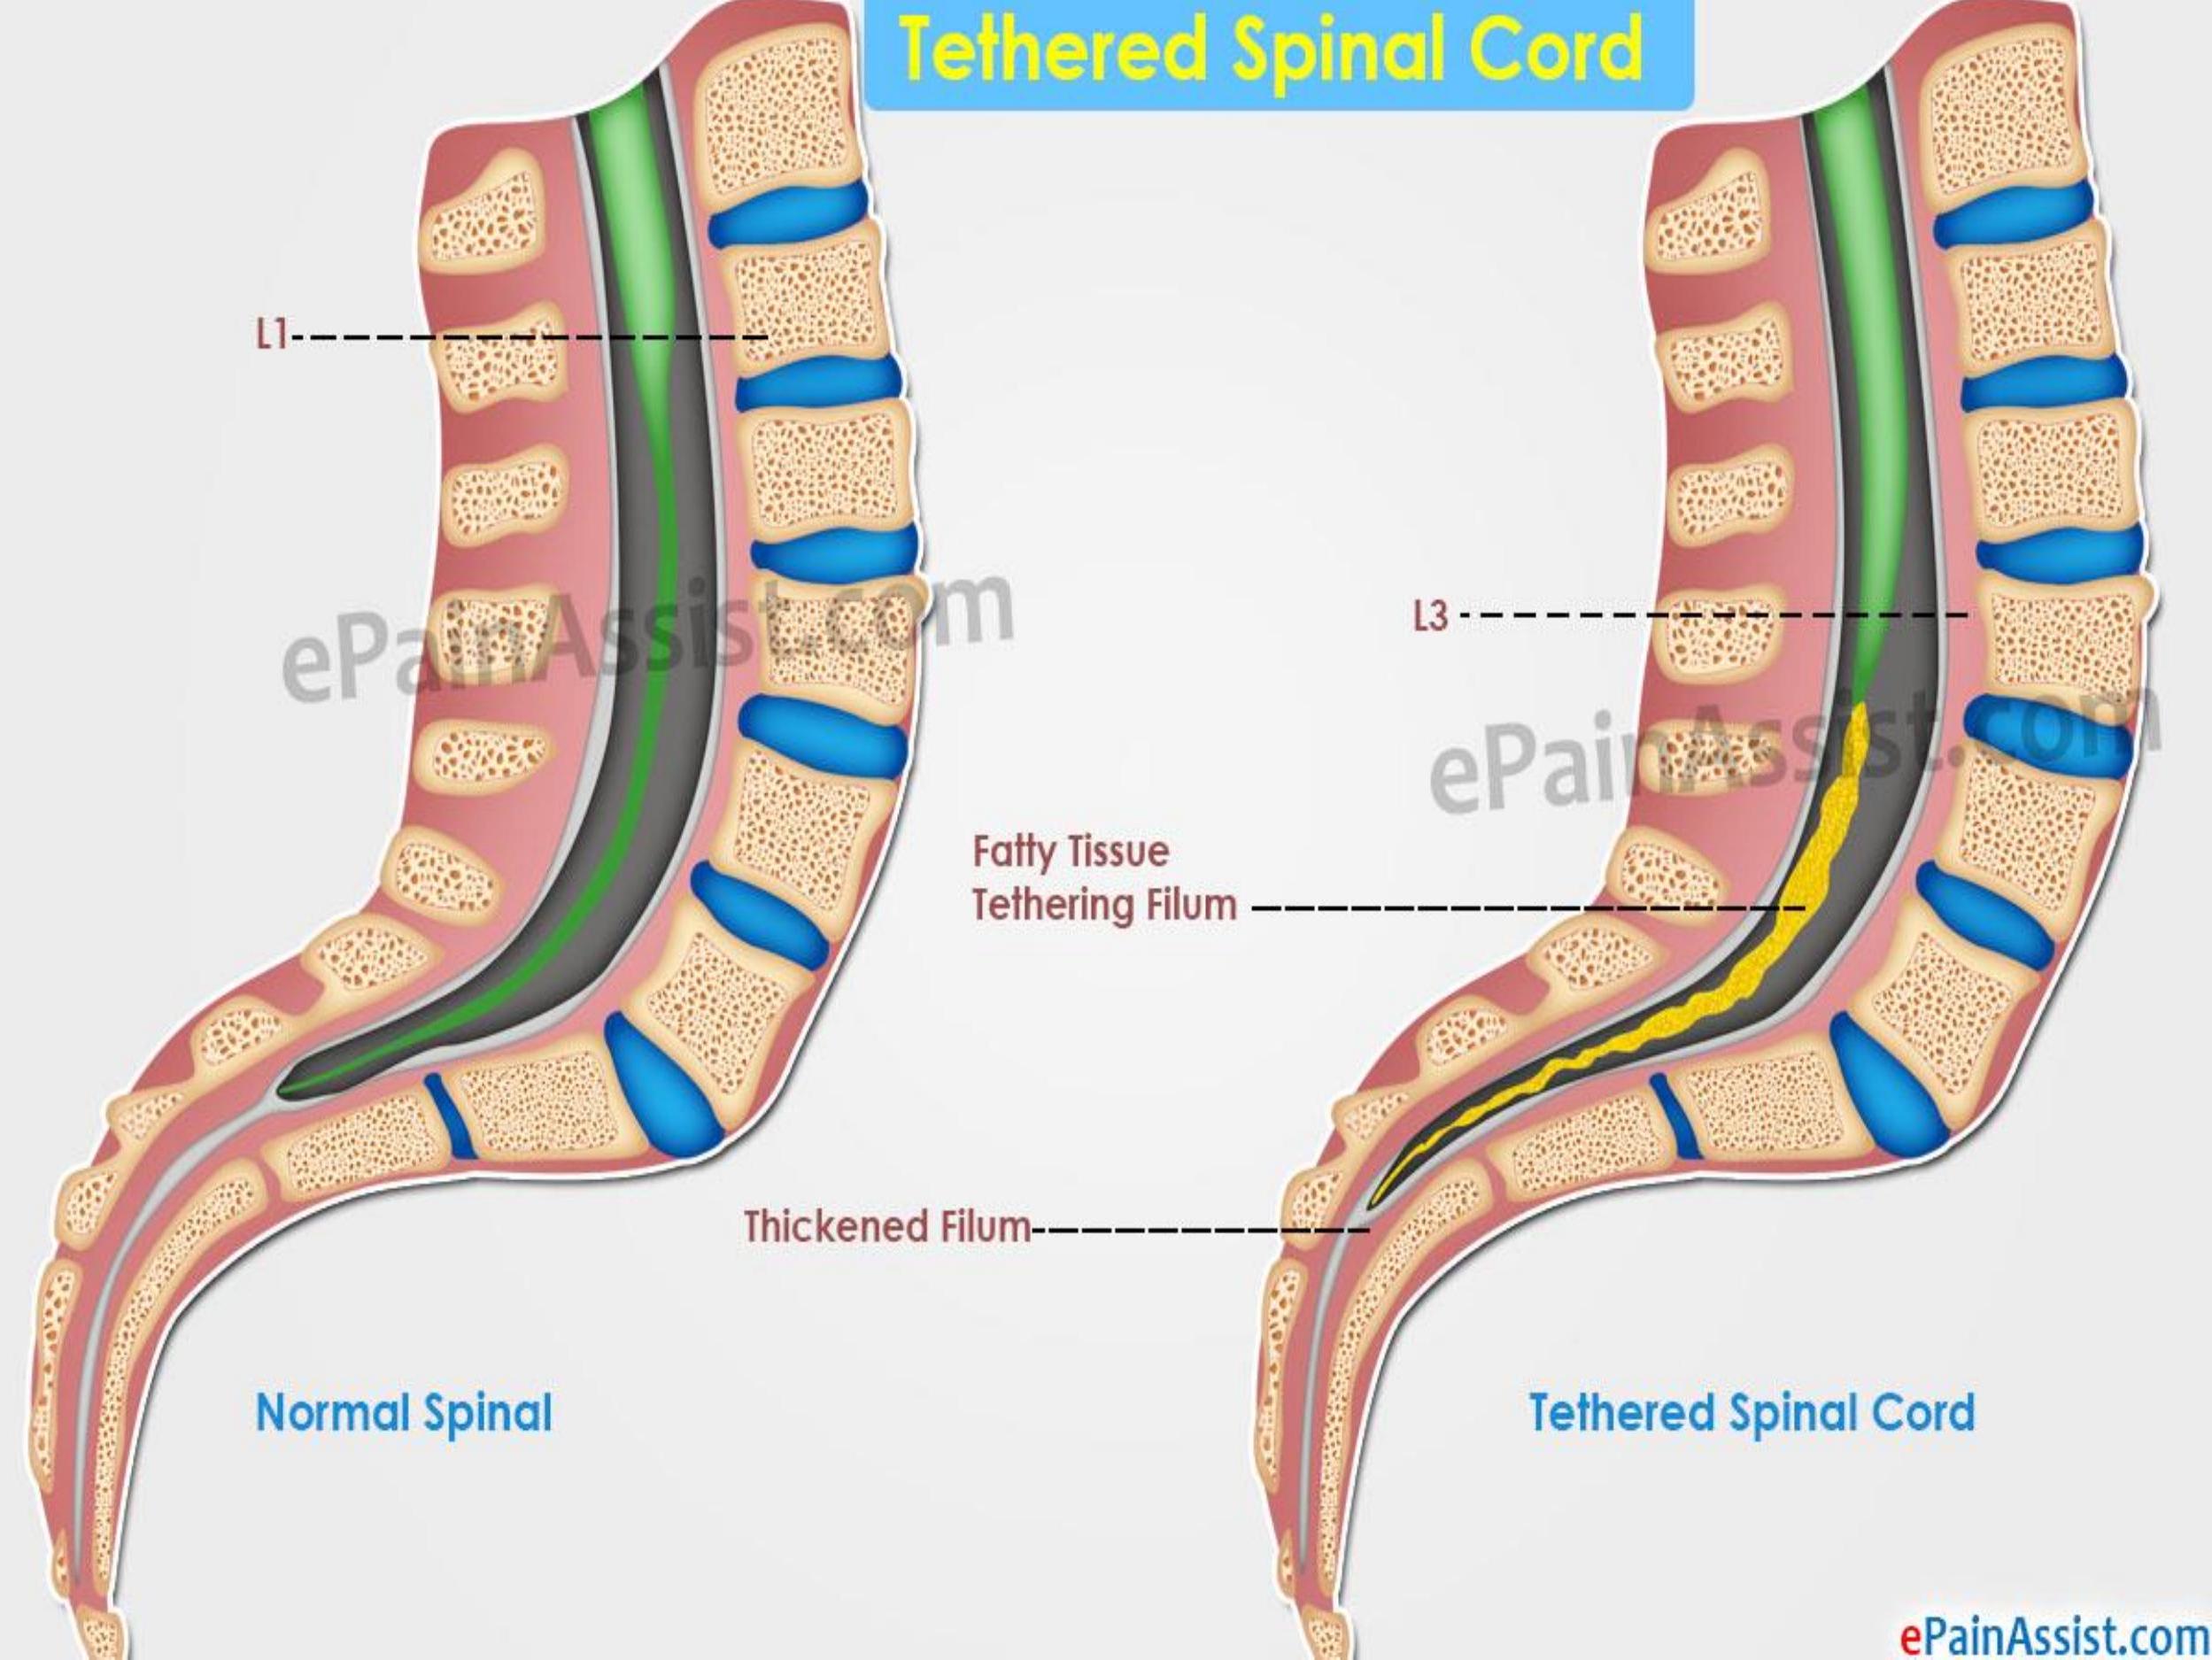 Tethered Spinal Cord
L1
ePainAssist.com
L3
ePainAssist.com
Fatty Tissue
Tethering Filum
Thickened Filum
Normal Spinal
Tethered Spinal Cord
ePainAssist.com